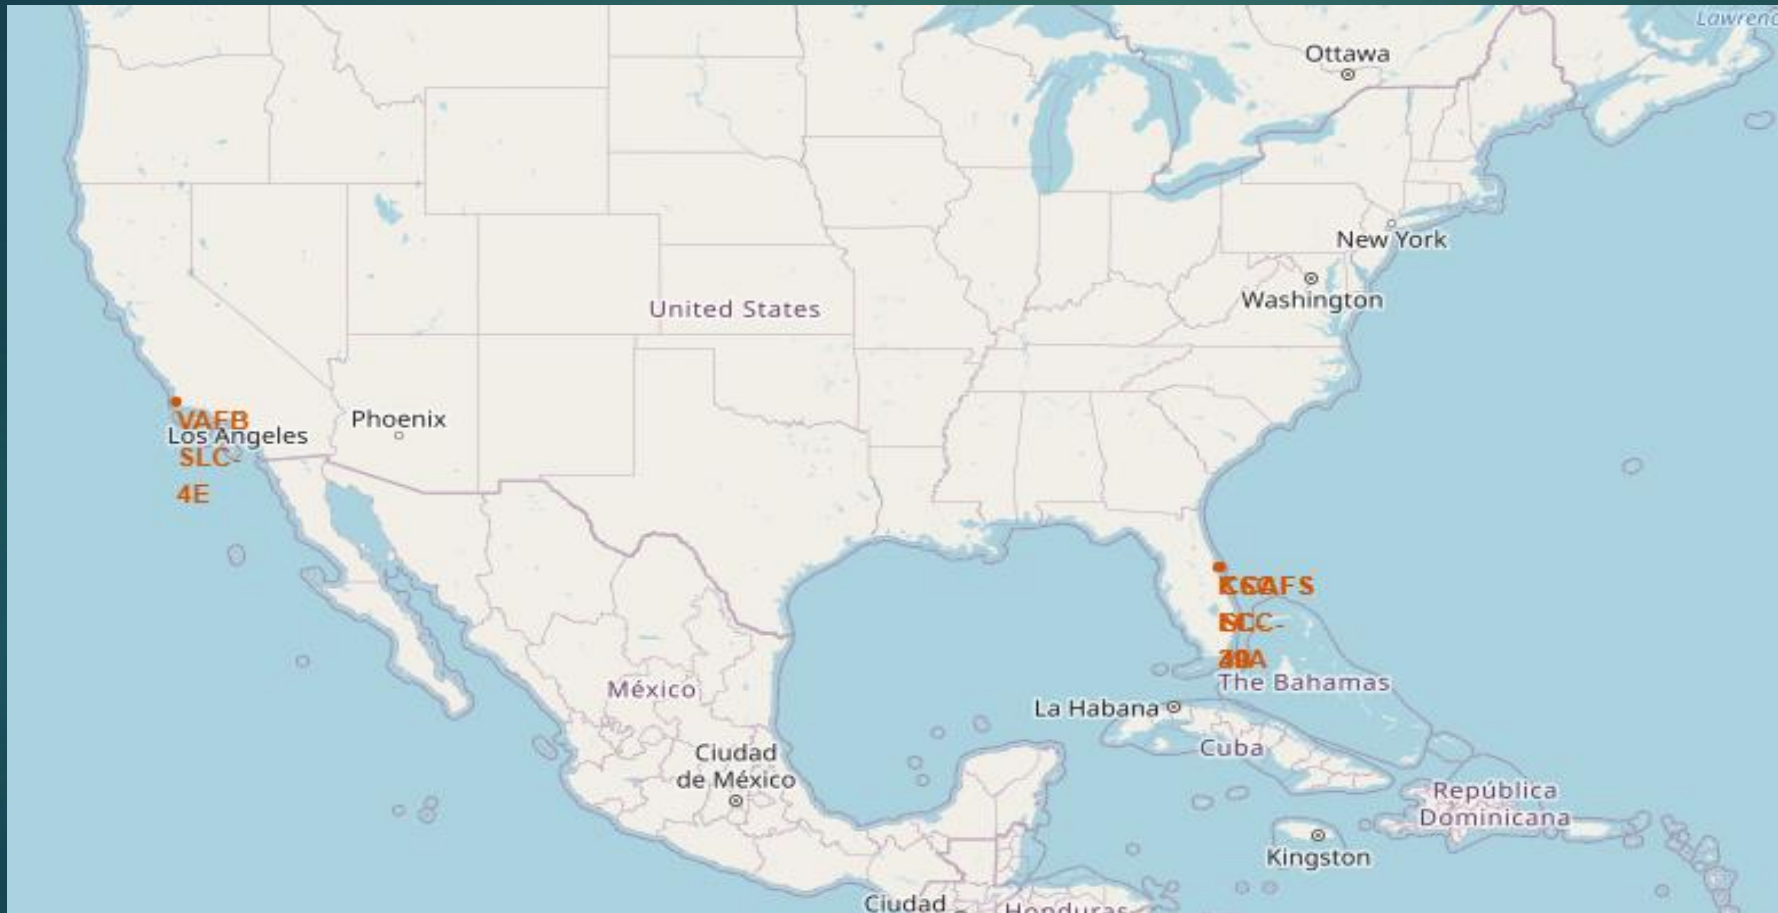 Lawrenc
Ottawa
New York
Washington
United States
VAFB
SLC-
4E
Los Angeles
Phoenix
México
Ciudad
de México
La Habana
The Bahamas
Cuba
República
Dominicana
Kingston
Ciudad
Honduras